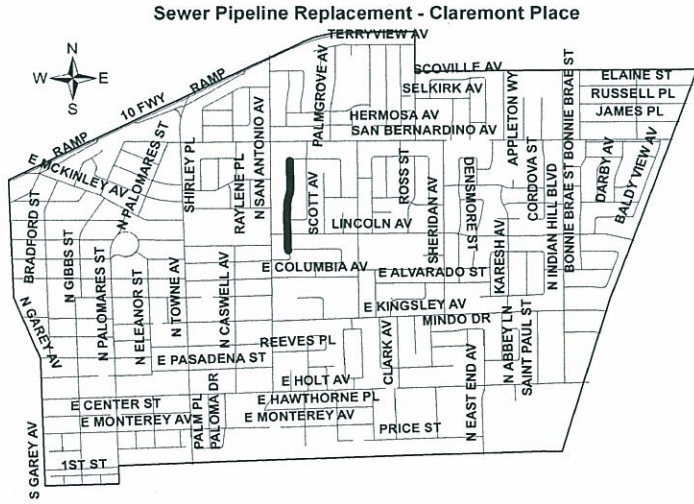 Sewer Pipeline Replacement - Claremont Place
TERRYVIEW AV
N
W
E
S
SCOVILLE AV
SELKIRK AV
ELAINE ST
RUSSELL PL
JAMES PL
10 FWY
RAMP
RAMP
PALMGROVE AV
HERMOSA AV
SAN BERNARDINO AV
APPLETON WY
BONNIE BRAE ST
E MCKINLEY AV
N PALOMARES ST
SHIRLEY PL
RAYLENE PL
N SAN ANTONIO AV
SCOTT AV
LINCOLN AV
ROSS ST
SHERIDAN AV
DENSMORE ST
CORDOVA ST
N INDIAN HILL BLVD
BONNIE BRAE ST
DARBY AV
BALDY VIEW AV
BRADFORD ST
N GIBBS ST
N PALOMARES ST
N ELEANOR ST
N TOWNE AV
N CASWELL AV
E COLUMBIA AV
E ALVARADO ST
KARESH AV
N GAREY AV
E KINGSLEY AV
MINDO DR
REEVES PL
CLARK AV
N ABBEY LN
SAINT PAUL ST
E PASADENA ST
E HOLT AV
E CENTER ST
E HAWTHORNE PL
E MONTEREY AV
PALM PL
PALOMA DR
E MONTEREY AV
PRICE ST
N EAST END AV
S GAREY AV
1ST ST